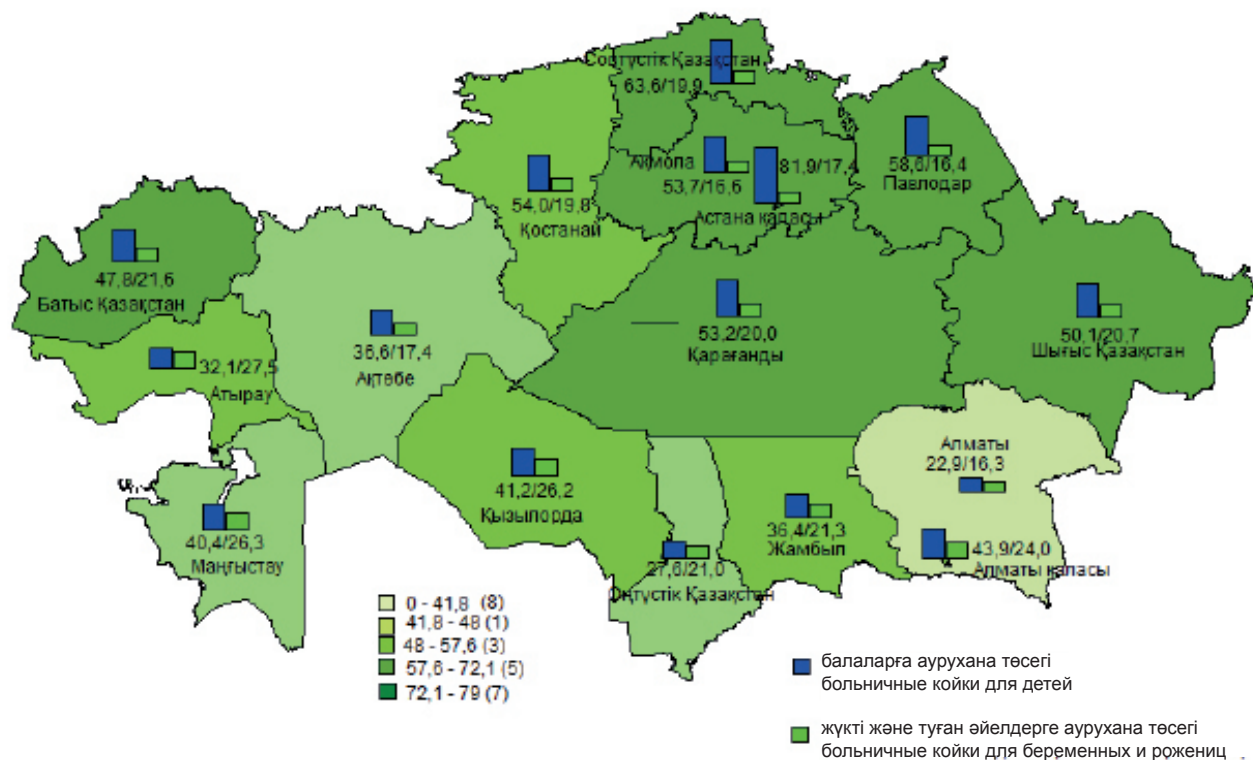 Солтүстік Қазақстан
63,6/19,9
Ақмола
53,7/16,6
81,9/17,4
Астана қаласы
58,6/16,4
Павлодар
54,0/19,8
Қостанай
47,8/21,6
Батыс Қазақстан
36,6/17,4
Ақтөбе
53,2/20,0
Қарағанды
50,1/20,7
Шығыс Қазақстан
32,1/27,5
Атырау
Алматы
22,9/16,3
41,2/26,2
Қызылорда
40,4/26,3
Маңғыстау
36,4/21,3
Жамбыл
27,6/21,0
Оңтүстік Қазақстан
43,9/24,0
Алматы қаласы
0 - 41,8 (8)
41,8 - 48 (1)
48 - 57,6 (3)
57,6 - 72,1 (5)
72,1 - 79 (7)
балаларға аурухана төсегі
больничные койки для детей
жүкті және туған әйелдерге аурухана төсегі
больничные койки для беременных и рожениц